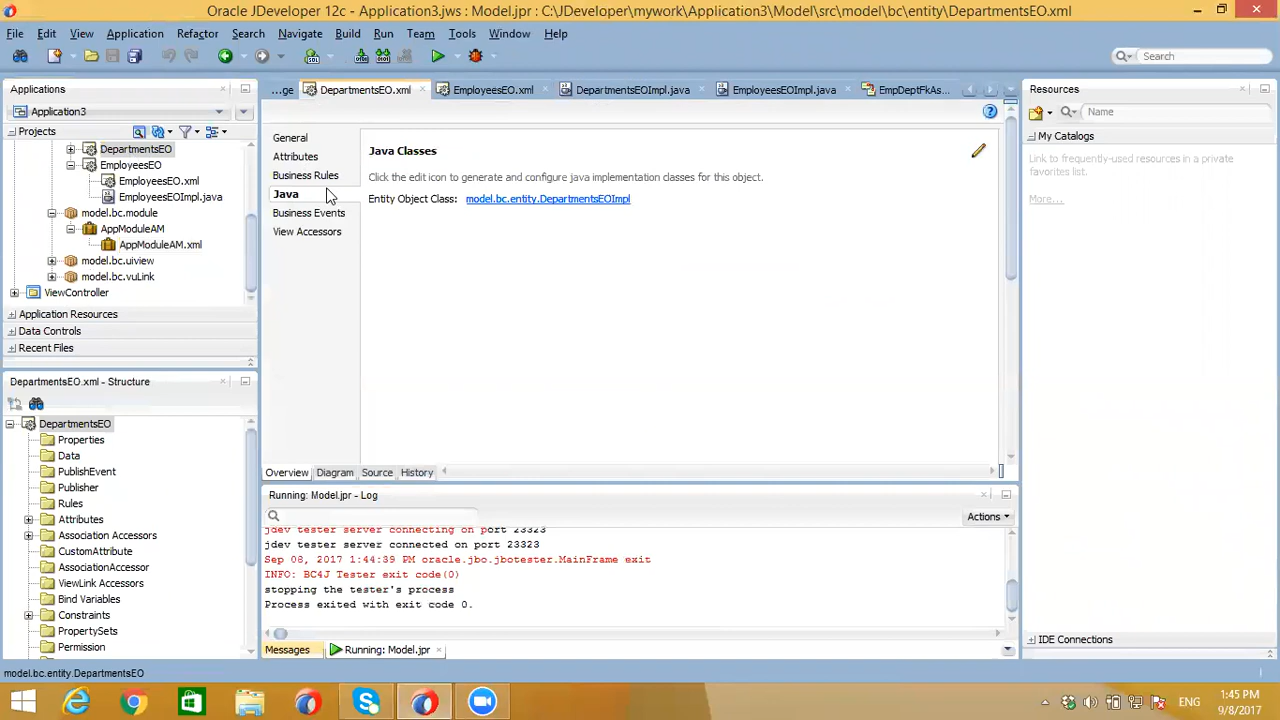 Oracle JDeveloper 12c - Application3.jws : Model.jpr : C:\JDeveloper\mywork\Application3\Model\src\model\bc\entity\DepartmentsEO.xml
File Edit View Application Refactor Search Navigate Build Run Team Tools Window Help
Search
Applications
Application3
Projects
DepartmentsEO
EmployeesEO
EmployeesEO.xml
EmployeesEOImpl.java
model.bc.module
AppModuleAM
AppModuleAM.xml
model.bc.uiview
model.bc.vuLink
ViewController
Application Resources
Data Controls
Recent Files
DepartmentsEO.xml - Structure
DepartmentsEO
Properties
Data
PublishEvent
Publisher
Rules
Attributes
Association Accessors
CustomAttribute
AssociationAccessor
ViewLink Accessors
Bind Variables
Constraints
PropertySets
Permission
model.bc.entity.DepartmentsEO
...ge DepartmentsEO.xml EmployeesEO.xml DepartmentsEOImpl.java EmployeesEOImpl.java EmpDeptFkAs...
General
Attributes
Business Rules
Java
Business Events
View Accessors
Java Classes
Click the edit icon to generate and configure java implementation classes for this object.
Entity Object Class: model.bc.entity.DepartmentsEOImpl
Overview Diagram Source History
Running: Model.jpr - Log
Actions
jdev tester server connecting on port 23323
jdev tester server connected on port 23323
Sep 08, 2017 1:44:39 PM oracle.jbo.jbotester.MainFrame exit
INFO: BC4J Tester exit code(0)
stopping the tester's process
Process exited with exit code 0.
Messages Running: Model.jpr
Resources
Name
My Catalogs
Link to frequently-used resources in a private
favorites list.
More...
IDE Connections
ENG
1:45 PM
9/8/2017